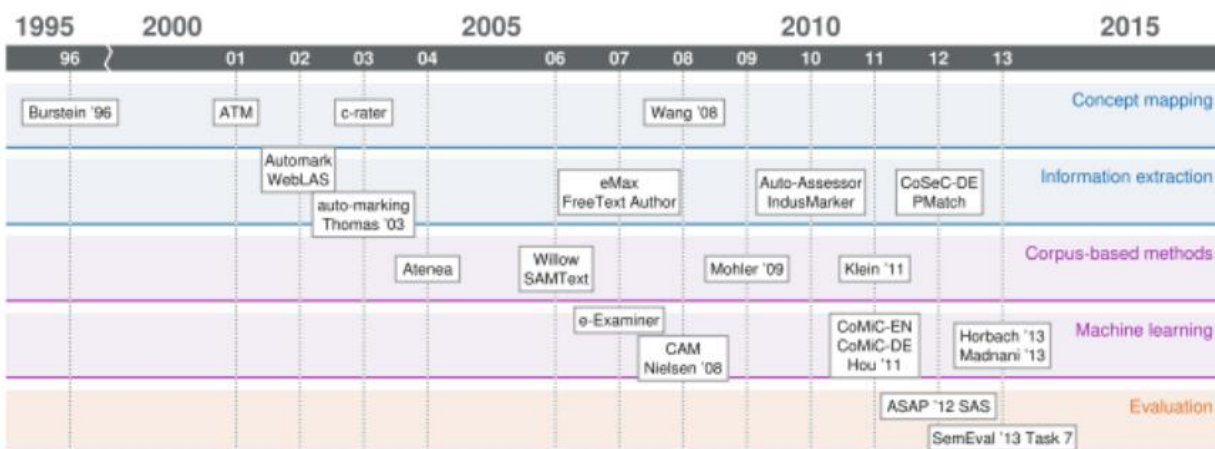 1995 2000 2005 2010 2015
96 01 02 03 04 06 07 08 09 10 11 12 13
Burstein '96 ATM c-rater Wang '08 Concept mapping
Automark
WebLAS
auto-marking
Thomas '03
eMax
FreeText Author
Auto-Assessor
IndusMarker
CoSeC-DE
PMatch
Information extraction
Atenea
Willow
SAMText
Mohler '09 Klein '11 Corpus-based methods
e-Examiner
CAM
Nielsen '08
CoMiC-EN
CoMiC-DE
Hou '11
Horbach '13
Madnani '13
Machine learning
ASAP '12 SAS Evaluation
SemEval '13 Task 7